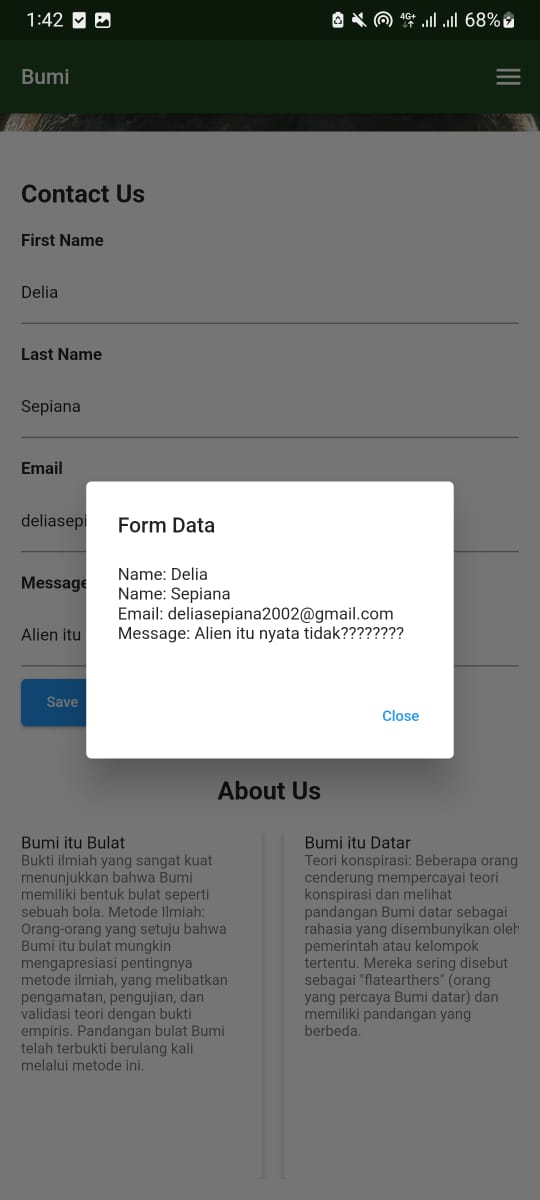 1:42
4G+
68%
Bumi
Contact Us
First Name
Delia
Last Name
Sepiana
Email
deliasepi
Message
Alien itu
Save
Form Data
Name: Delia
Name: Sepiana
Email: deliasepiana2002@gmail.com
Message: Alien itu nyata tidak????????
Close
About Us
Bumi itu Bulat
Bukti ilmiah yang sangat kuat
menunjukkan bahwa Bumi
memiliki bentuk bulat seperti
sebuah bola. Metode Ilmiah:
Orang-orang yang setuju bahwa
Bumi itu bulat mungkin
mengapresiasi pentingnya
metode ilmiah, yang melibatkan
pengamatan, pengujian, dan
validasi teori dengan bukti
empiris. Pandangan bulat Bumi
telah terbukti berulang kali
melalui metode ini.
Bumi itu Datar
Teori konspirasi: Beberapa orang
cenderung mempercayai teori
konspirasi dan melihat
pandangan Bumi datar sebagai
rahasia yang disembunyikan oleh
pemerintah atau kelompok
tertentu. Mereka sering disebut
sebagai "flatearthers" (orang
yang percaya Bumi datar) dan
memiliki pandangan yang
berbeda.